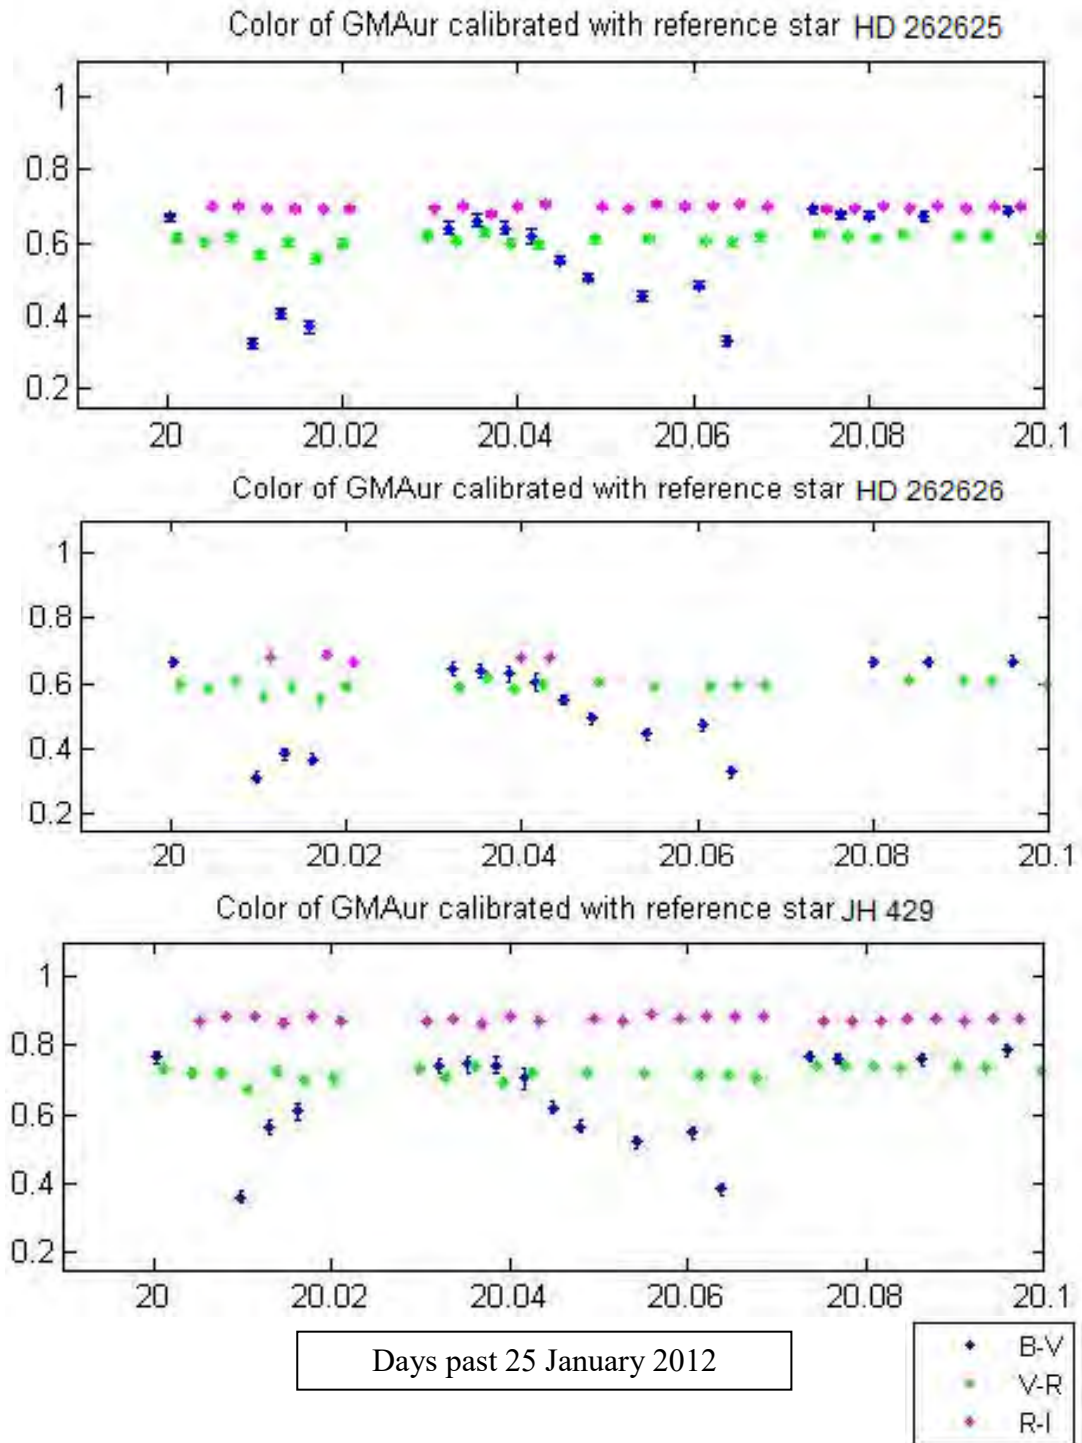 Color of GMAur calibrated with reference star HD 262625
1
0.8
0.6
0.4
0.2
20 20.02 20.04 20.06 20.08 20.1
Color of GMAur calibrated with reference star HD 262626
1
0.8
0.6
0.4
0.2
20 20.02 20.04 20.06 20.08 20.1
Color of GMAur calibrated with reference star JH 429
1
0.8
0.6
0.4
0.2
20 20.02 20.04 20.06 20.08 20.1
Days past 25 January 2012
B-V
V-R
R-I